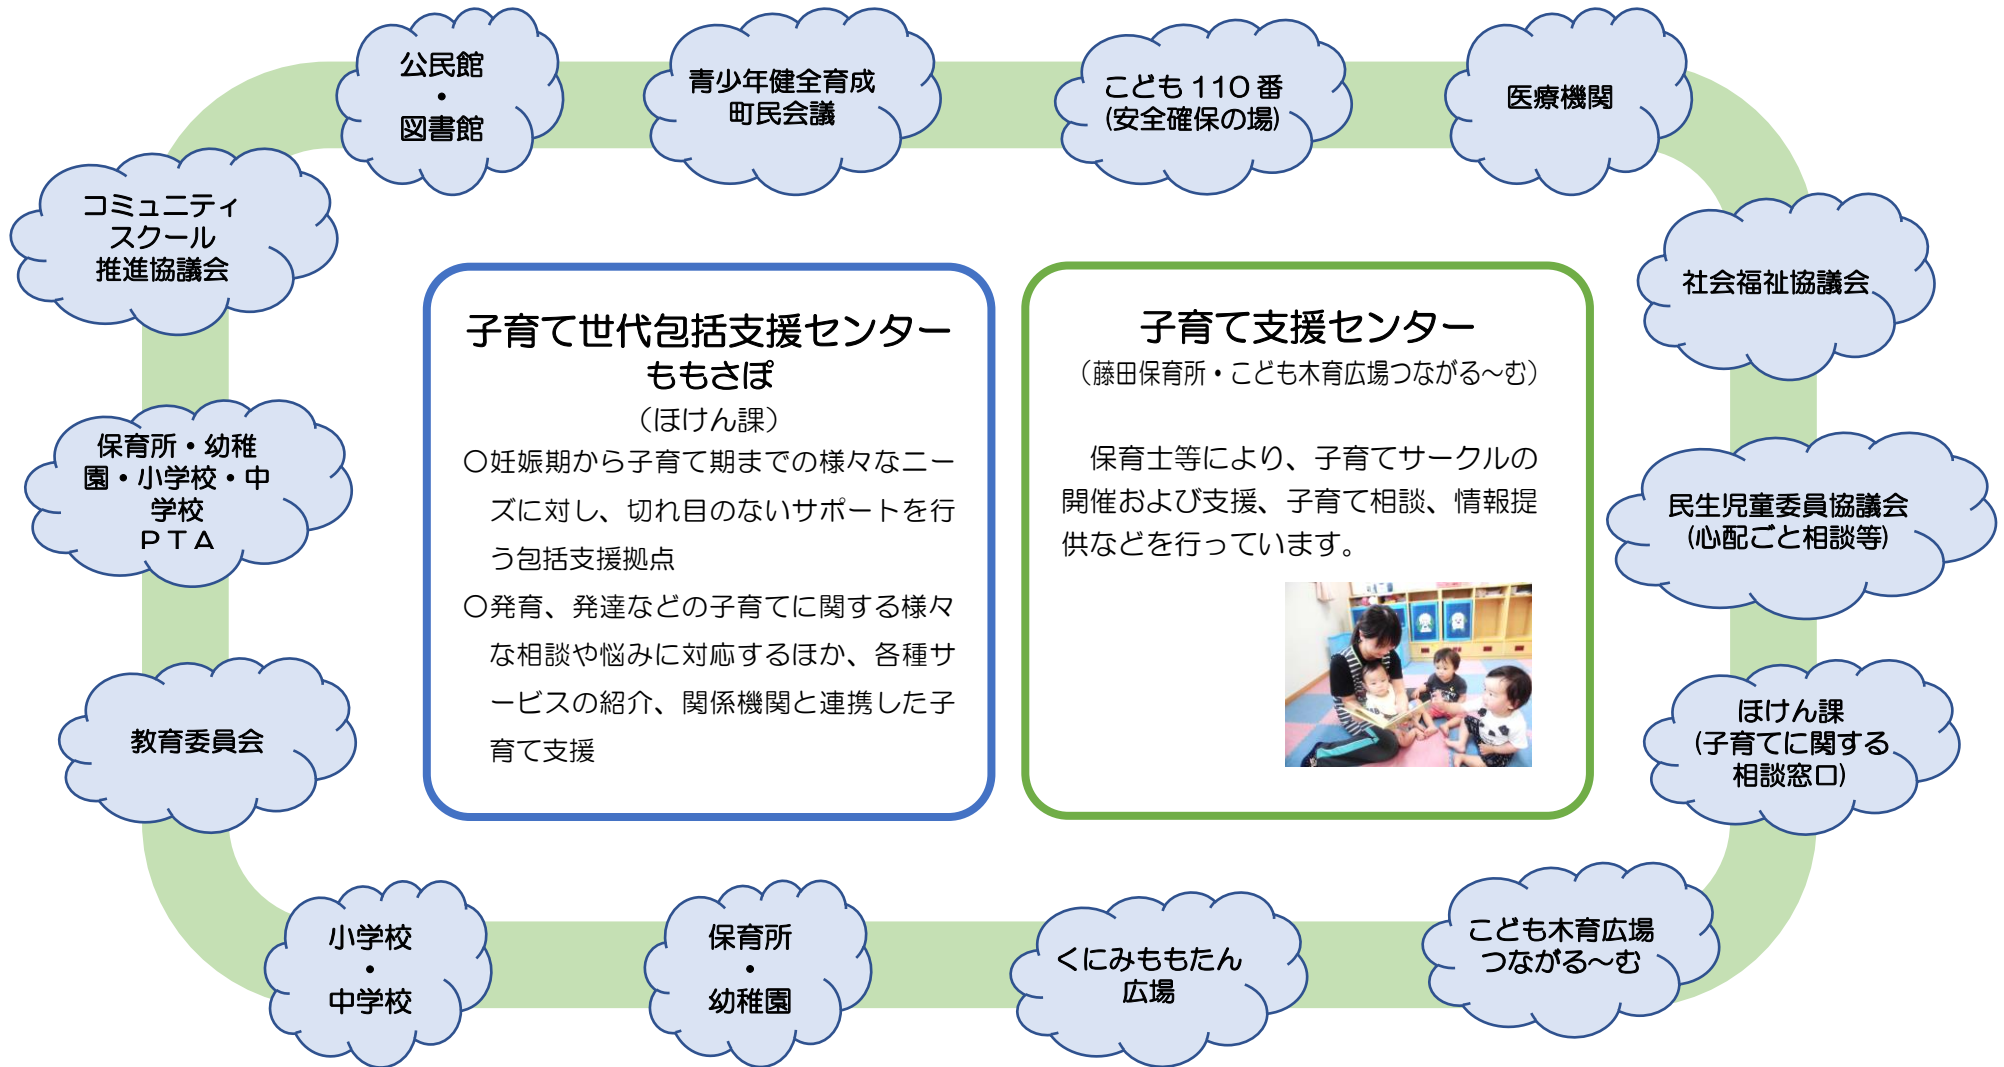 公民館
・
図書館
青少年健全育成
町民会議
こども 110 番
(安全確保の場)
医療機関
コミュニティ
スクール
推進協議会
社会福祉協議会
子育て世代包括支援センター
ももさぽ
（ほけん課）
〇妊娠期から子育て期までの様々なニー
ズに対し、切れ目のないサポートを行
う包括支援拠点
〇発育、発達などの子育てに関する様々
な相談や悩みに対応するほか、各種サ
ービスの紹介、関係機関と連携した子
育て支援
子育て支援センター
（藤田保育所・こども木育広場つながる～む）
保育士等により、子育てサークルの
開催および支援、子育て相談、情報提
供などを行っています。
保育所・幼稚
園・小学校・中
学校
ＰＴＡ
民生児童委員協議会
(心配ごと相談等)
教育委員会
ほけん課
(子育てに関する
相談窓口)
小学校
・
中学校
保育所
・
幼稚園
くにみももたん
広場
こども木育広場
つながる～む